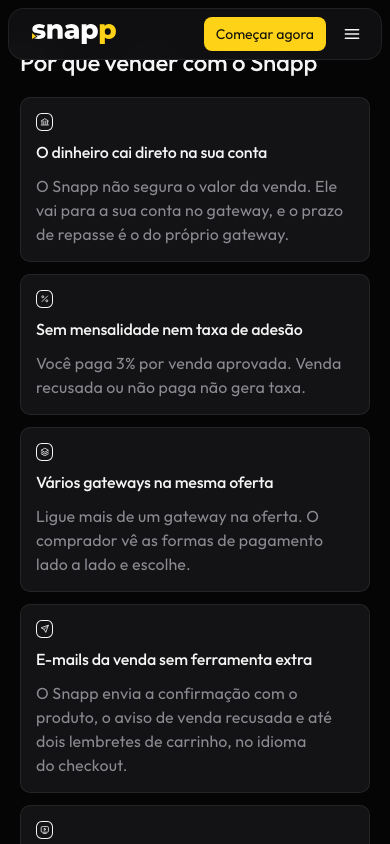 snapp
Começar agora
Por que vender com o Snapp
O dinheiro cai direto na sua conta
O Snapp não segura o valor da venda. Ele
vai para a sua conta no gateway, e o prazo
de repasse é o do próprio gateway.
Sem mensalidade nem taxa de adesão
Você paga 3% por venda aprovada. Venda
recusada ou não paga não gera taxa.
Vários gateways na mesma oferta
Ligue mais de um gateway na oferta. O
comprador vê as formas de pagamento
lado a lado e escolhe.
E-mails da venda sem ferramenta extra
O Snapp envia a confirmação com o
produto, o aviso de venda recusada e até
dois lembretes de carrinho, no idioma
do checkout.